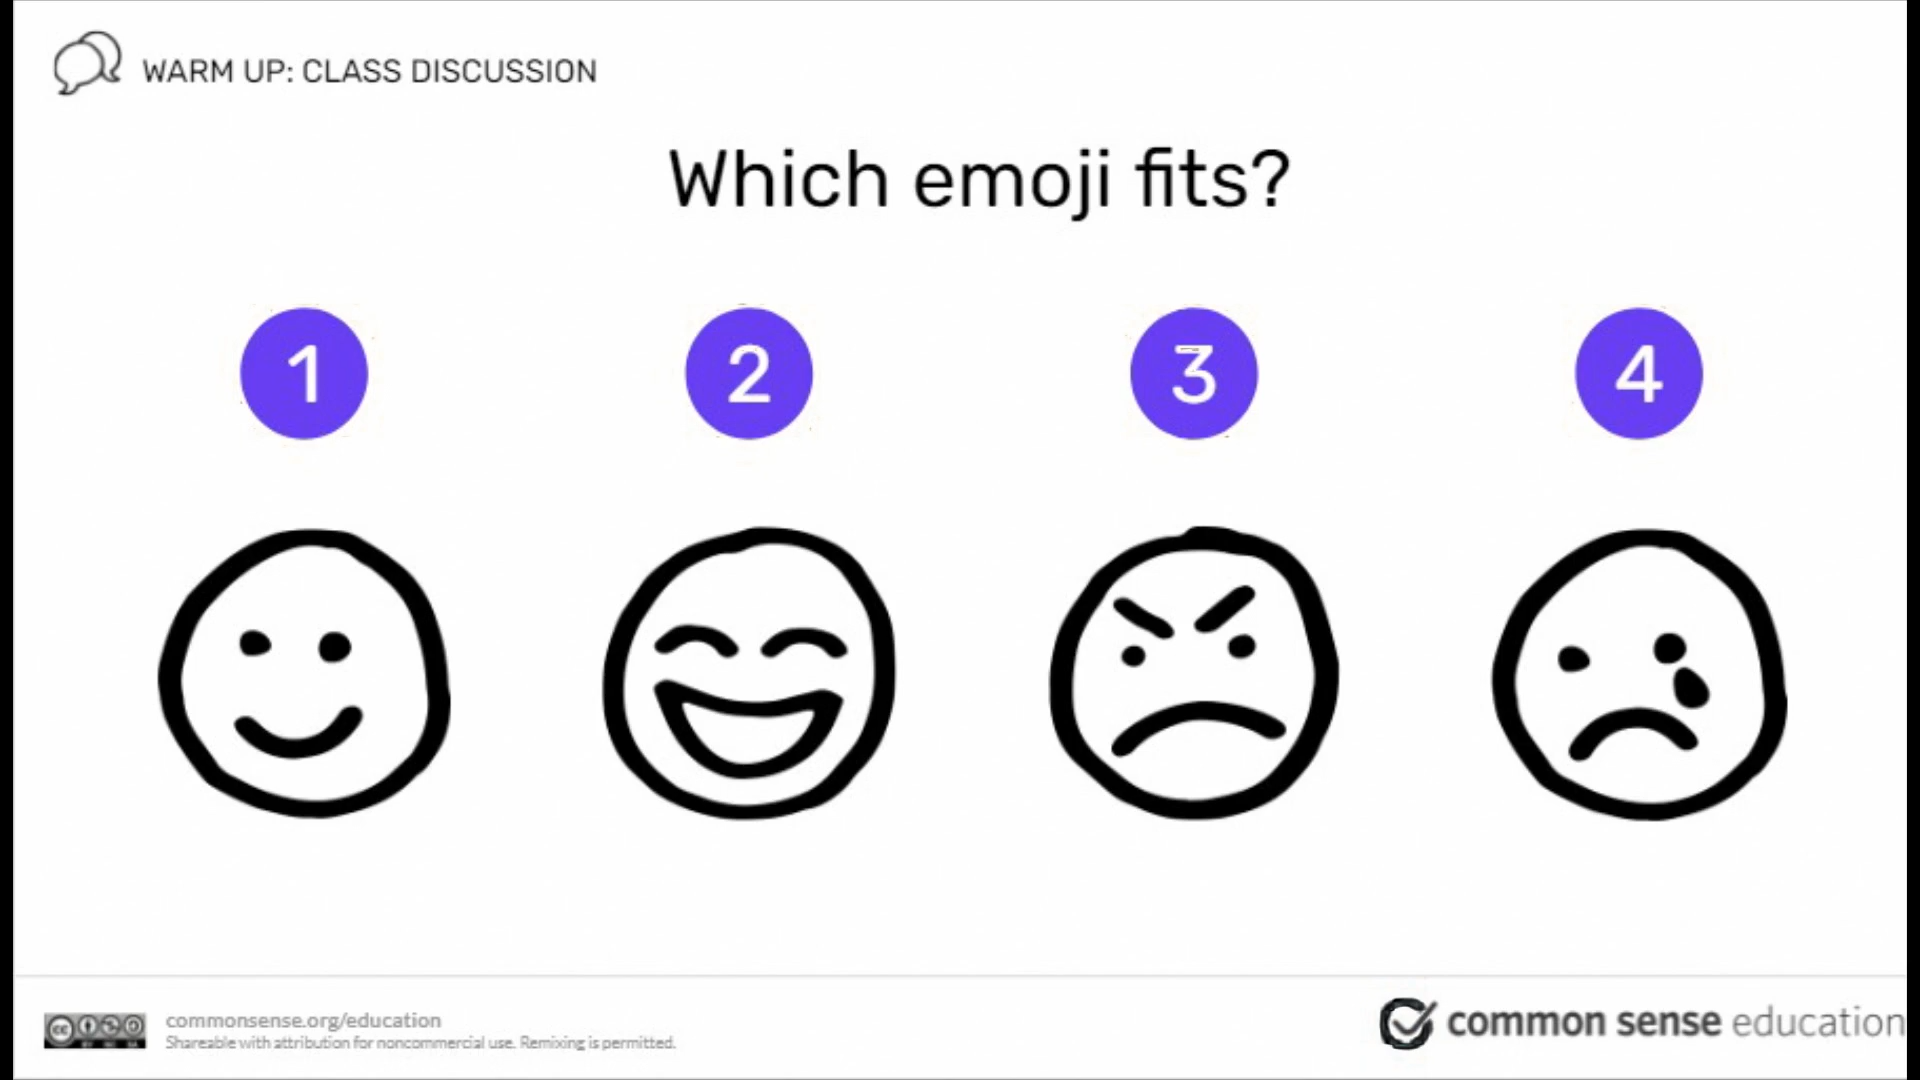 WARM UP: CLASS DISCUSSION
Which emoji fits?
1
2
3
4
cc
commonsense.org/education
Shareable with attribution for noncommercial use. Remixing is permitted.
common sense education